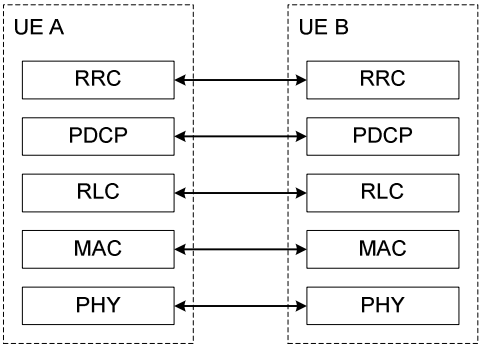 UE A UE B
RRC RRC
PDCP PDCP
RLC RLC
MAC MAC
PHY PHY